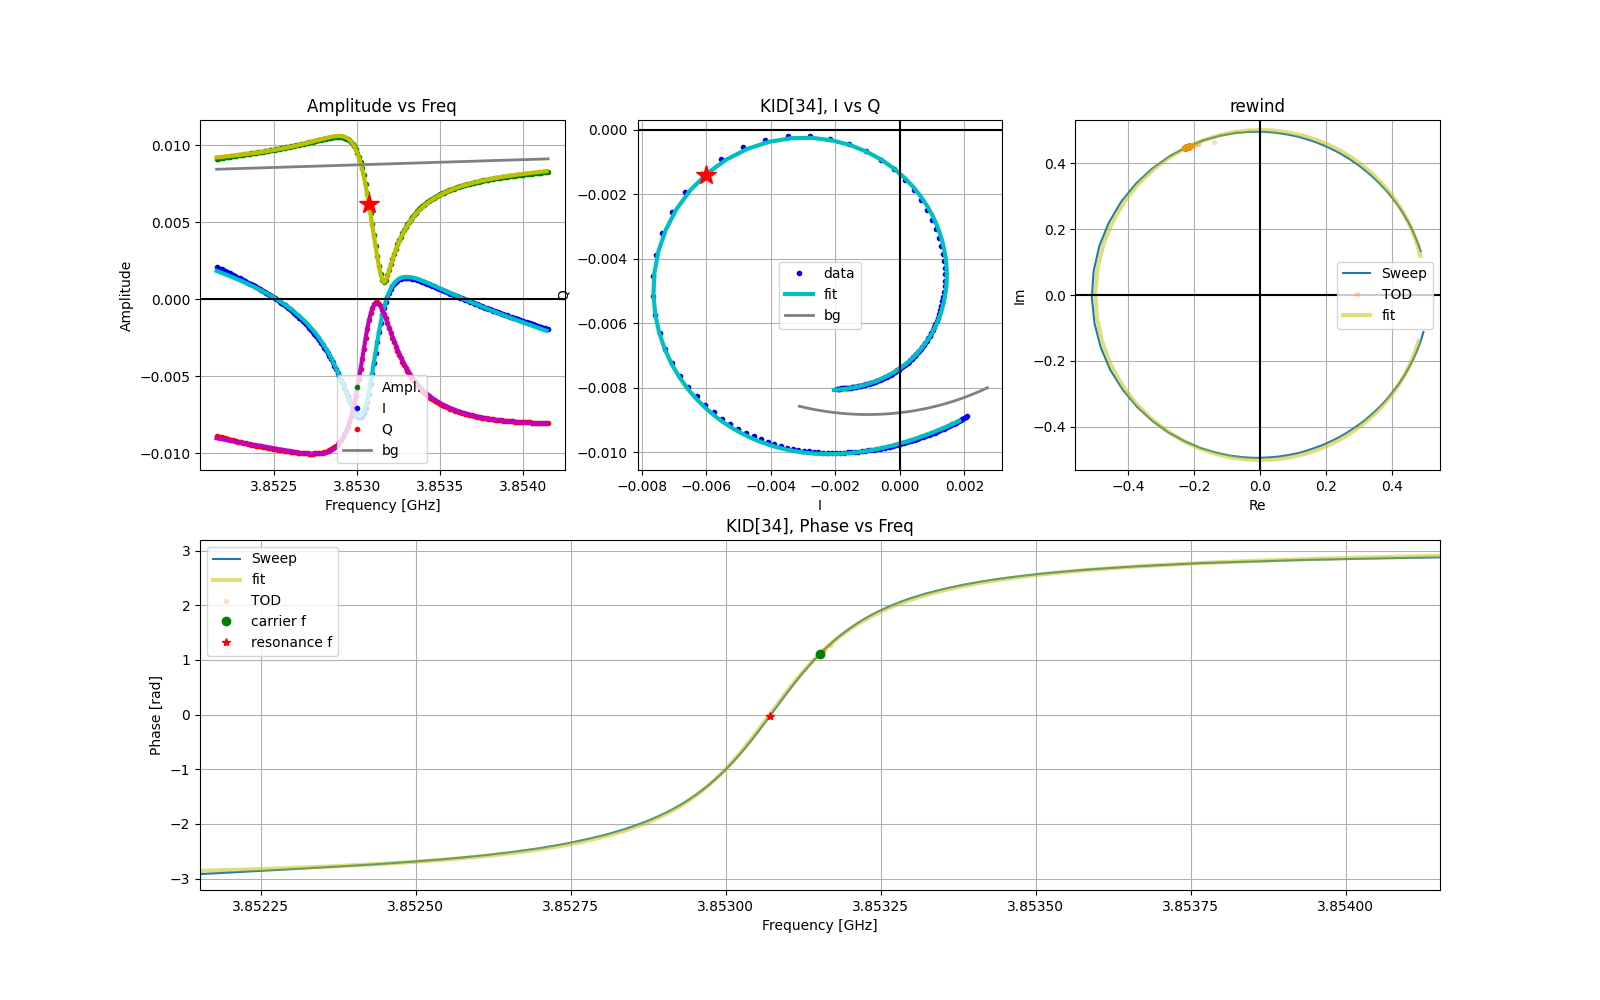 Amplitude vs Freq
0.010
0.005
0.000
−0.005
−0.010
Amplitude
Ampl.
I
Q
bg
3.8525
3.8530
3.8535
3.8540
Frequency [GHz]
KID[34], I vs Q
0.000
−0.002
−0.004
−0.006
−0.008
−0.010
Q
data
fit
bg
−0.008
−0.006
−0.004
−0.002
0.000
0.002
I
rewind
0.4
0.2
0.0
−0.2
−0.4
Im
Sweep
TOD
fit
−0.4
−0.2
0.0
0.2
0.4
Re
KID[34], Phase vs Freq
3
2
1
0
−1
−2
−3
Phase [rad]
Sweep
fit
TOD
carrier f
resonance f
3.85225
3.85250
3.85275
3.85300
3.85325
3.85350
3.85375
3.85400
Frequency [GHz]